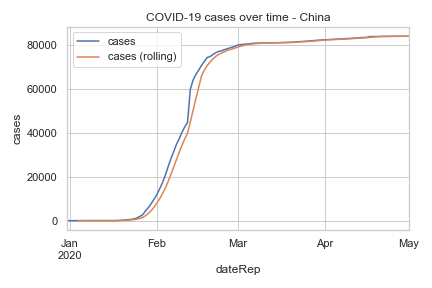 COVID-19 cases over time - China
cases
cases (rolling)
80000
60000
40000
20000
0
cases
Jan
2020
Feb
Mar
Apr
May
dateRep